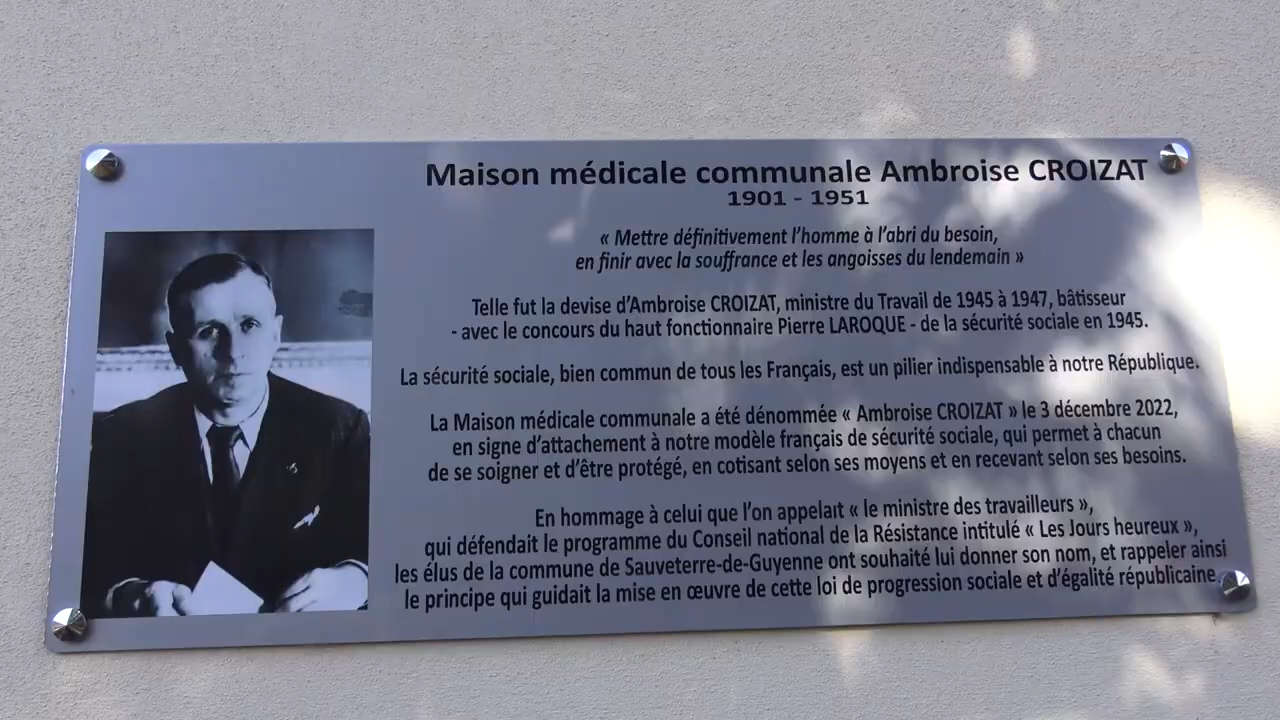 Maison médicale communale Ambroise CROIZAT
1901 - 1951
« Mettre définitivement l'homme à l'abri du besoin,
en finir avec la souffrance et les angoisses du lendemain »
Telle fut la devise d'Ambroise CROIZAT, ministre du Travail de 1945 à 1947, bâtisseur
- avec le concours du haut fonctionnaire Pierre LAROQUE - de la sécurité sociale en 1945.
La sécurité sociale, bien commun de tous les Français, est un pilier indispensable à notre République.
La Maison médicale communale a été dénommée « Ambroise CROIZAT » le 3 décembre 2022,
en signe d'attachement à notre modèle français de sécurité sociale, qui permet à chacun
de se soigner et d'être protégé, en cotisant selon ses moyens et en recevant selon ses besoins.
En hommage à celui que l'on appelait « le ministre des travailleurs »,
qui défendait le programme du Conseil national de la Résistance intitulé « Les Jours heureux »,
les élus de la commune de Sauveterre-de-Guyenne ont souhaité lui donner son nom, et rappeler ainsi
le principe qui guidait la mise en œuvre de cette loi de progression sociale et d'égalité républicaine.